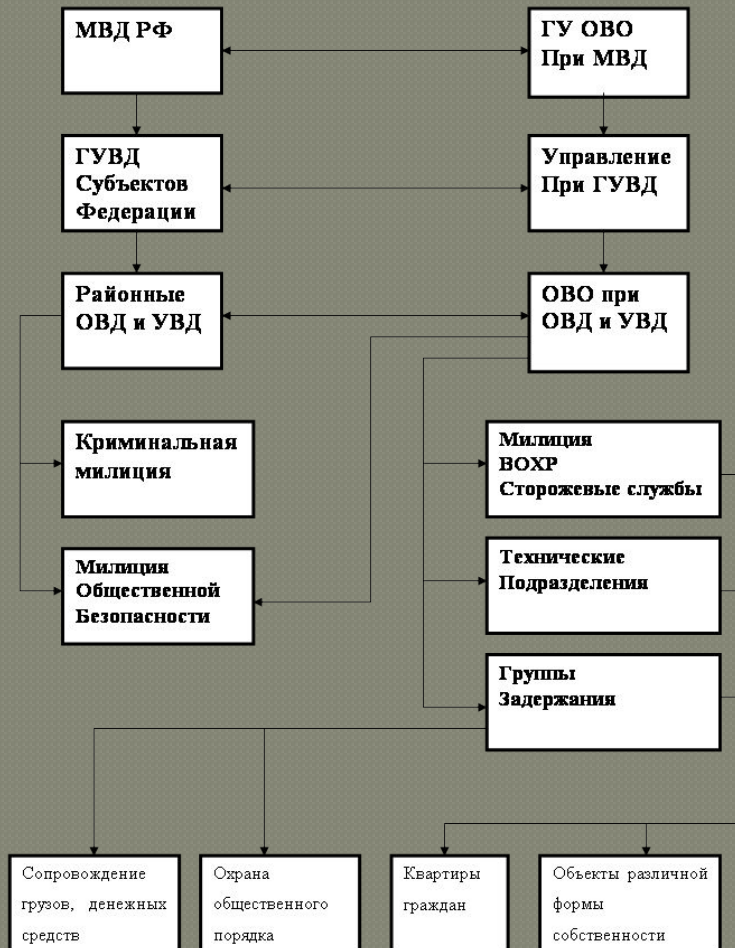 МВД РФ
ГУ ОВО
При МВД
ГУВД
Субъектов
Федерации
Управление
При ГУВД
Районные
ОВД и УВД
ОВО при
ОВД и УВД
Криминальная
милиция
Милиция
ВОХР
Сторожевые службы
Милиция
Общественной
Безопасности
Технические
Подразделения
Группы
Задержания
Сопровождение
грузов, денежных
средств
Охрана
общественного
порядка
Квартиры
граждан
Объекты различной
формы
собственности